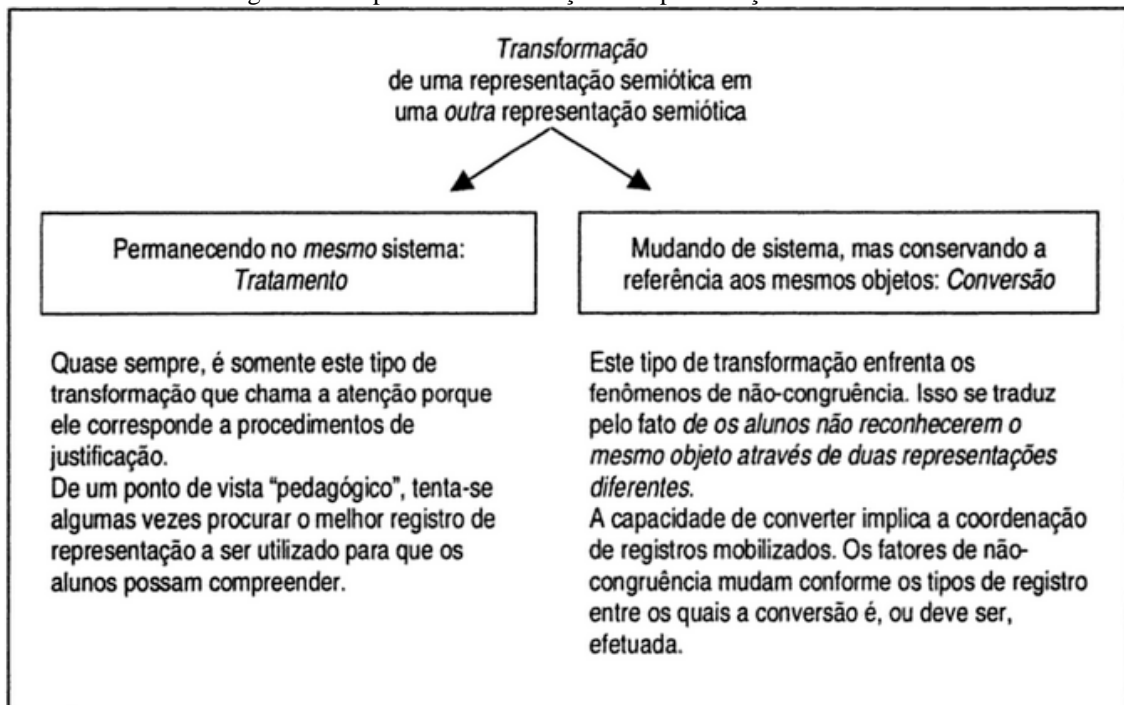 Transformação
de uma representação semiótica em
uma outra representação semiótica
Permanecendo no mesmo sistema:
Tratamento
Mudando de sistema, mas conservando a
referência aos mesmos objetos: Conversão
Quase sempre, é somente este tipo de
transformação que chama a atenção porque
ele corresponde a procedimentos de
justificação.
De um ponto de vista “pedagógico”, tenta-se
algumas vezes procurar o melhor registro de
representação a ser utilizado para que os
alunos possam compreender.
Este tipo de transformação enfrenta os
fenômenos de não-congruência. Isso se traduz
pelo fato de os alunos não reconhecerem o
mesmo objeto através de duas representações
diferentes.
A capacidade de converter implica a coordenação
de registros mobilizados. Os fatores de não-
congruência mudam conforme os tipos de registro
entre os quais a conversão é, ou deve ser,
efetuada.